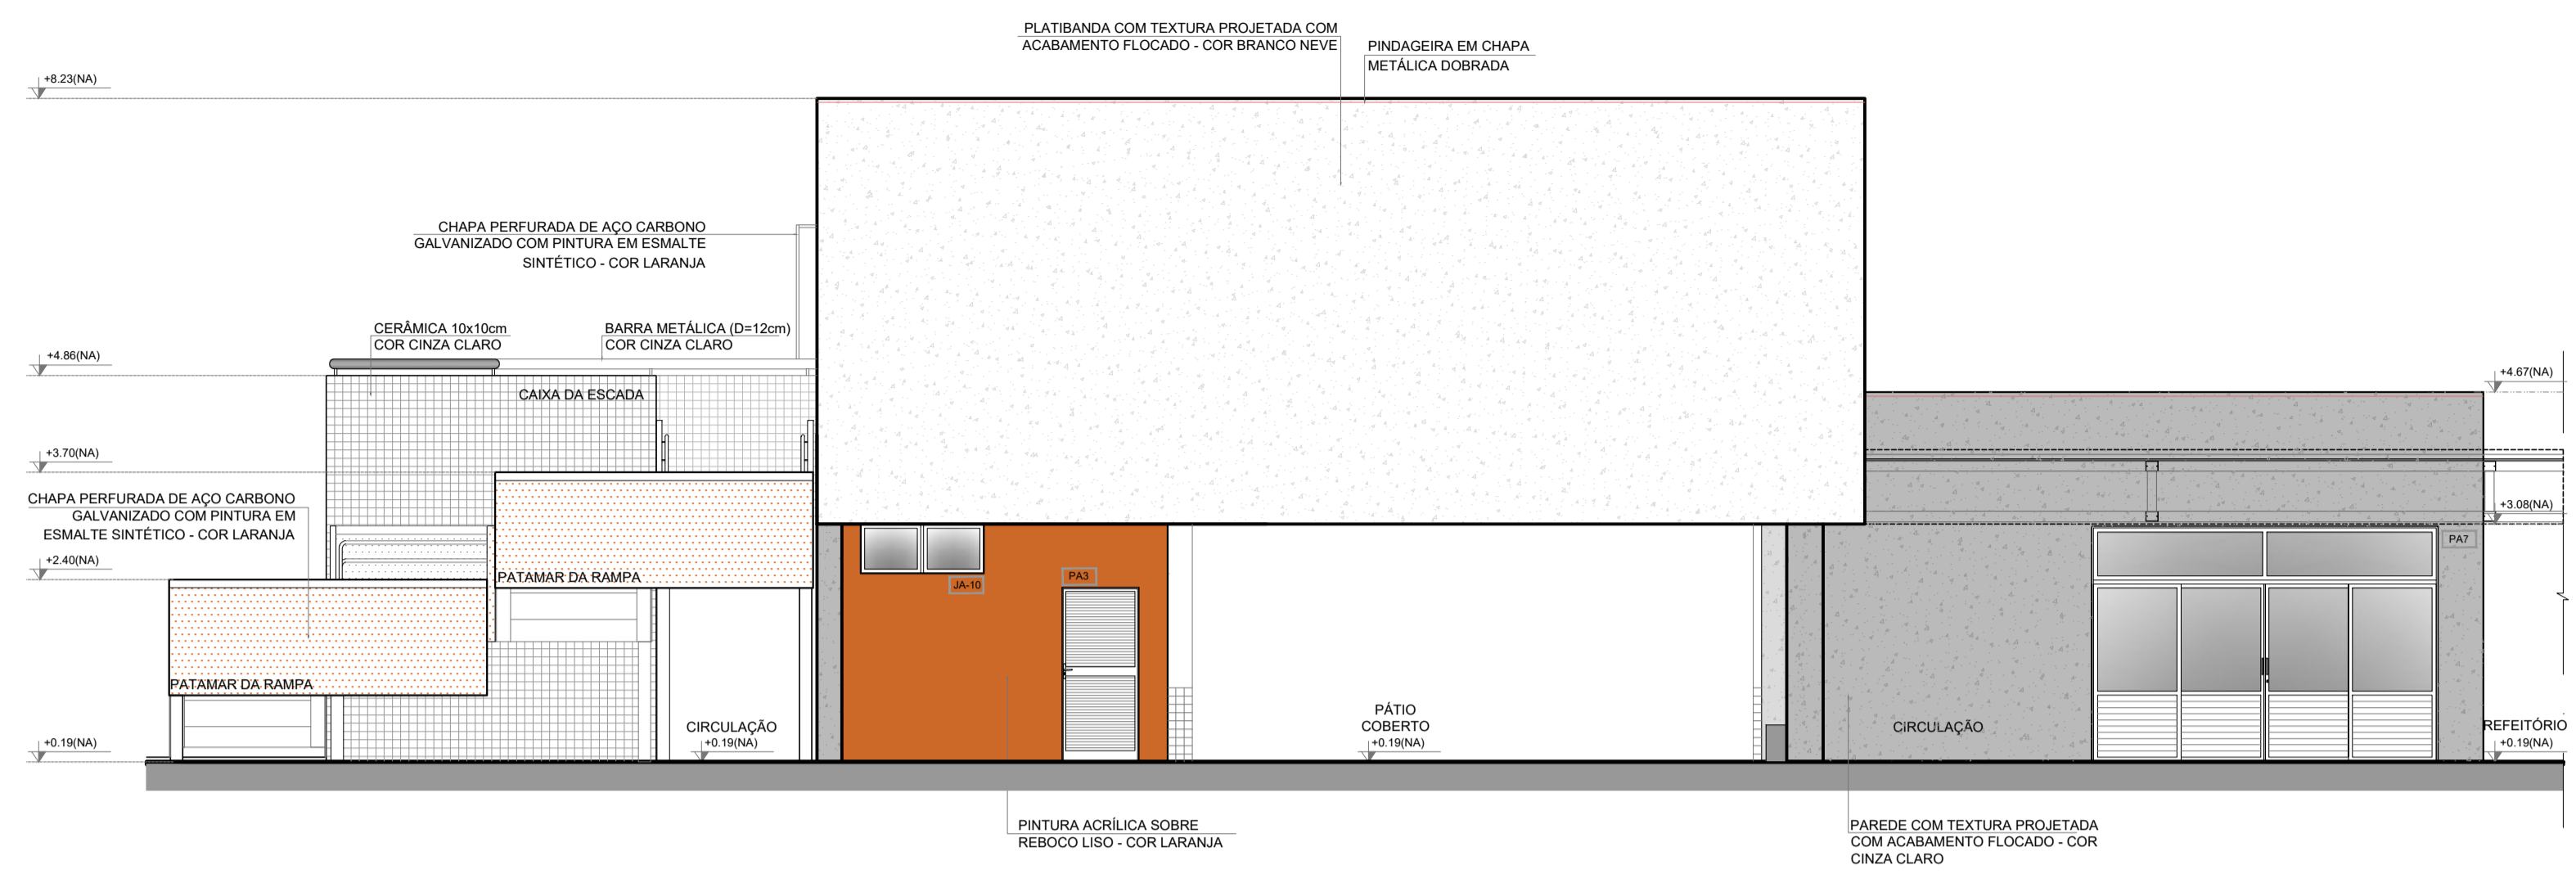 PLATIBANDA COM TEXTURA PROJETADA COM
ACABAMENTO FLOCADO - COR BRANCO NEVE
PINDAGEIRA EM CHAPA
METÁLICA DOBRADA
+8.23(NA)
CHAPA PERFURADA DE AÇO CARBONO
GALVANIZADO COM PINTURA EM ESMALTE
SINTÉTICO - COR LARANJA
CERÂMICA 10x10cm
COR CINZA CLARO
BARRA METÁLICA (D=12cm)
COR CINZA CLARO
+4.86(NA)
+4.67(NA)
CAIXA DA ESCADA
+3.70(NA)
CHAPA PERFURADA DE AÇO CARBONO
GALVANIZADO COM PINTURA EM
ESMALTE SINTÉTICO - COR LARANJA
+3.08(NA)
PA7
+2.40(NA)
PATAMAR DA RAMPA
JA-10
PA3
PATAMAR DA RAMPA
CIRCULAÇÃO
+0.19(NA)
PÁTIO
COBERTO
+0.19(NA)
CIRCULAÇÃO
REFEITÓRIO
+0.19(NA)
+0.19(NA)
PINTURA ACRÍLICA SOBRE
REBOCO LISO - COR LARANJA
PAREDE COM TEXTURA PROJETADA
COM ACABAMENTO FLOCADO - COR
CINZA CLARO